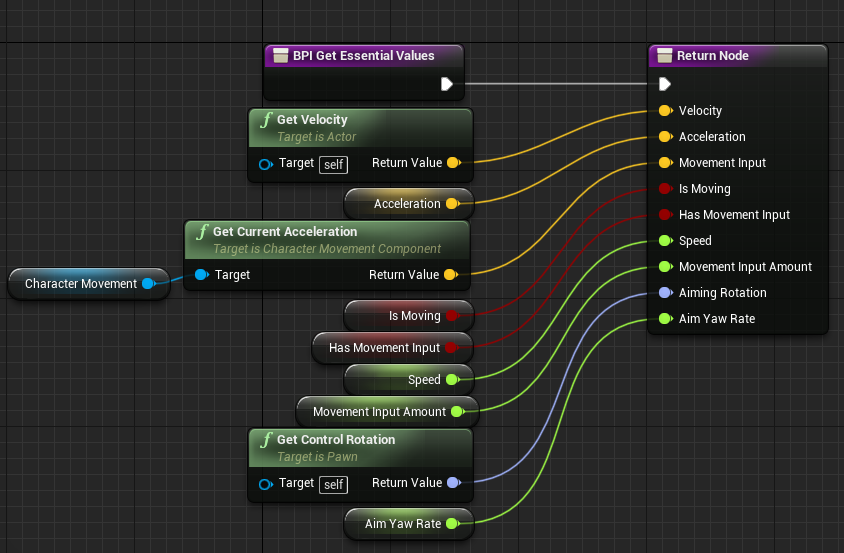 BPI Get Essential Values
Return Node
Velocity
Acceleration
Movement Input
Is Moving
Has Movement Input
Speed
Movement Input Amount
Aiming Rotation
Aim Yaw Rate
f Get Velocity
Target is Actor
Target self Return Value
Acceleration
f Get Current Acceleration
Target is Character Movement Component
Character Movement
Target Return Value
Is Moving
Has Movement Input
Speed
Movement Input Amount
f Get Control Rotation
Target is Pawn
Target self Return Value
Aim Yaw Rate